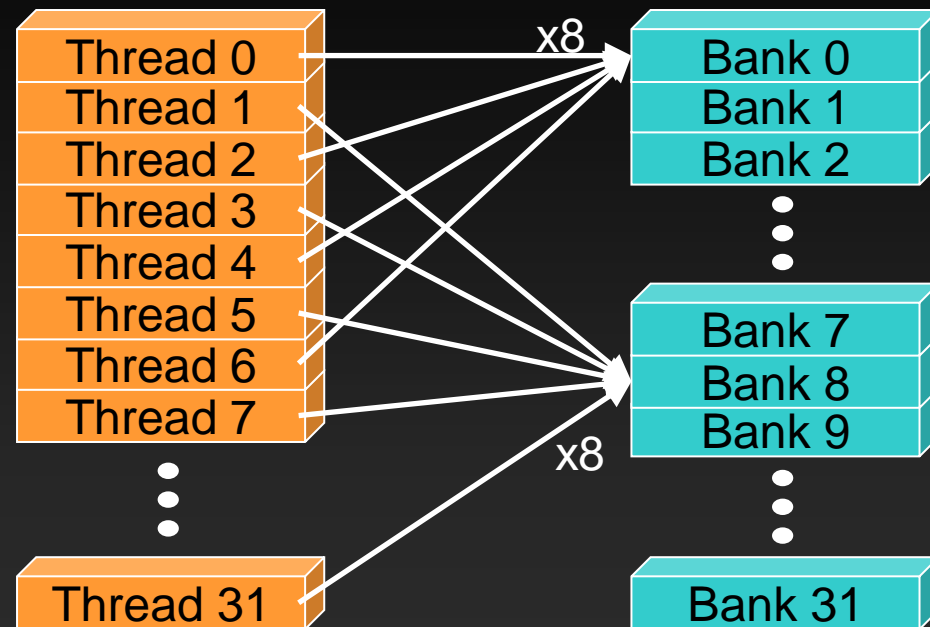 Thread 0
Thread 1
Thread 2
Thread 3
Thread 4
Thread 5
Thread 6
Thread 7
Thread 31
x8
x8
Bank 0
Bank 1
Bank 2
Bank 7
Bank 8
Bank 9
Bank 31